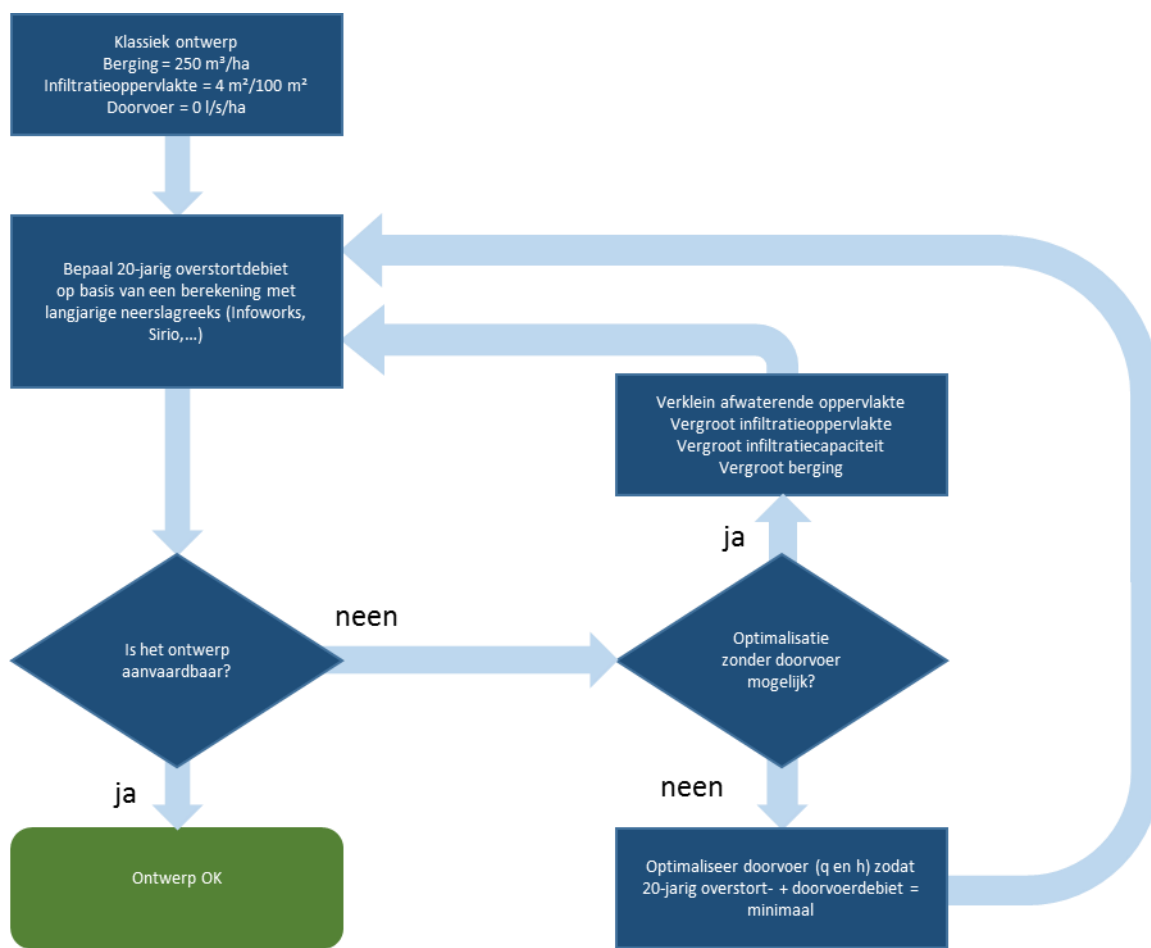 Klassiek ontwerp
Berging = 250 m³/ha
Infiltratieoppervlakte = 4 m²/100 m²
Doorvoer = 0 l/s/ha
Bepaal 20-jarig overstortdebiet
op basis van een berekening met
langjarige neerslagreeks (Infoworks,
Sirio,...)
Verklein afwaterende oppervlakte
Vergroot infiltratieoppervlakte
Vergroot infiltratiecapaciteit
Vergroot berging
ja
neen
Is het ontwerp
aanvaardbaar?
Optimalisatie
zonder doorvoer
mogelijk?
ja
neen
Ontwerp OK
Optimaliseer doorvoer (q en h) zodat
20-jarig overstort- + doorvoerdebiet =
minimaal